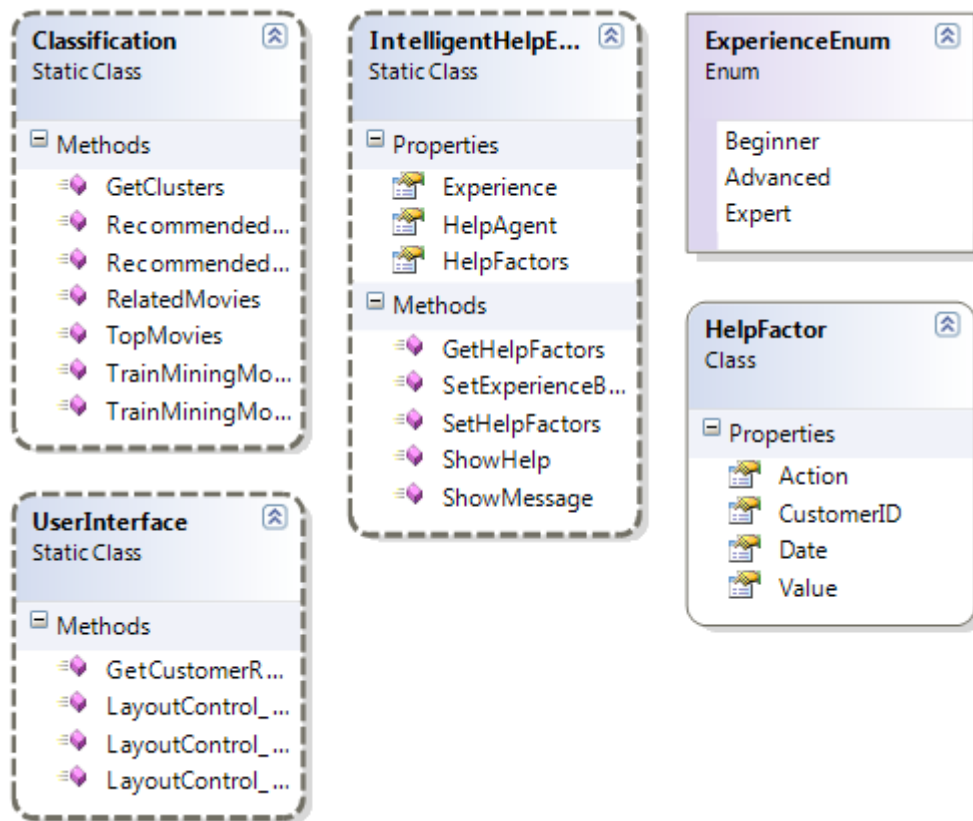 Classification
Static Class
Methods
GetClusters
Recommended...
Recommended...
RelatedMovies
TopMovies
TrainMiningMo...
TrainMiningMo...
UserInterface
Static Class
Methods
GetCustomerR...
LayoutControl_...
LayoutControl_...
LayoutControl_...
IntelligentHelpE...
Static Class
Properties
Experience
HelpAgent
HelpFactors
Methods
GetHelpFactors
SetExperienceB...
SetHelpFactors
ShowHelp
ShowMessage
ExperienceEnum
Enum
Beginner
Advanced
Expert
HelpFactor
Class
Properties
Action
CustomerID
Date
Value